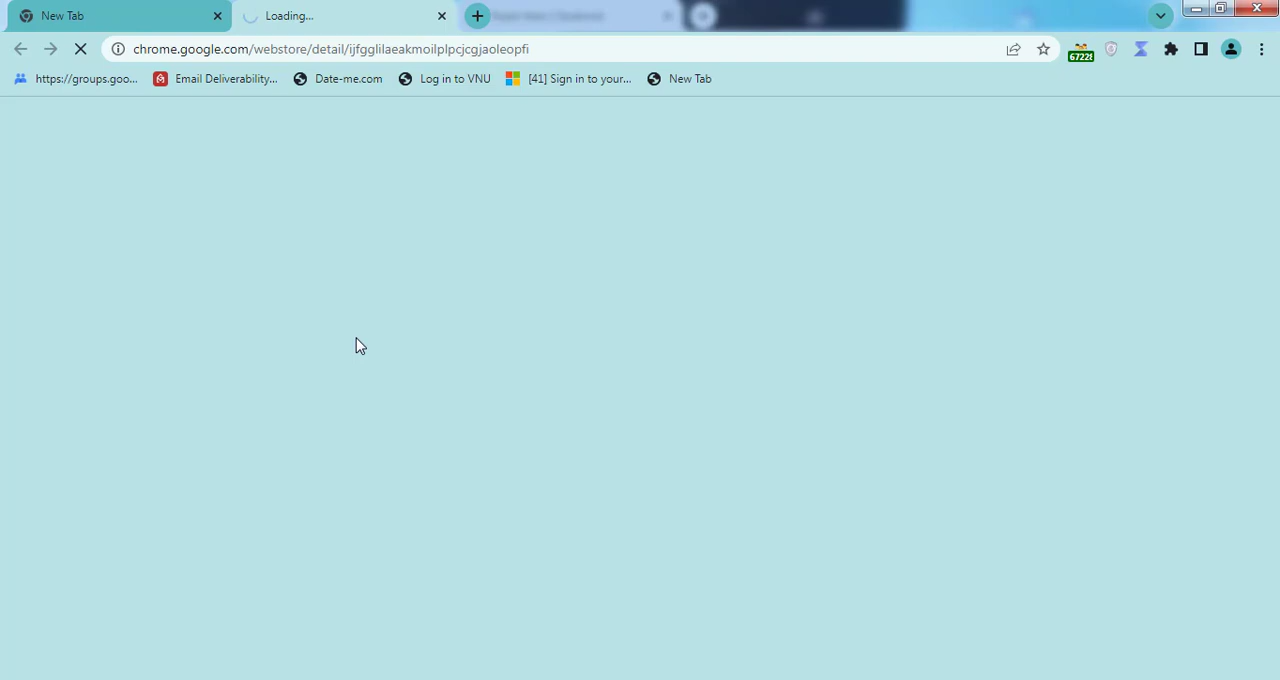 New Tab
Loading...
chrome.google.com/webstore/detail/ijfgglilaeakmoilplpcjcgjaoleopfi
6722‎
https://groups.goo...
Email Deliverability...
Date-me.com
Log in to VNU
[41] Sign in to your...
New Tab